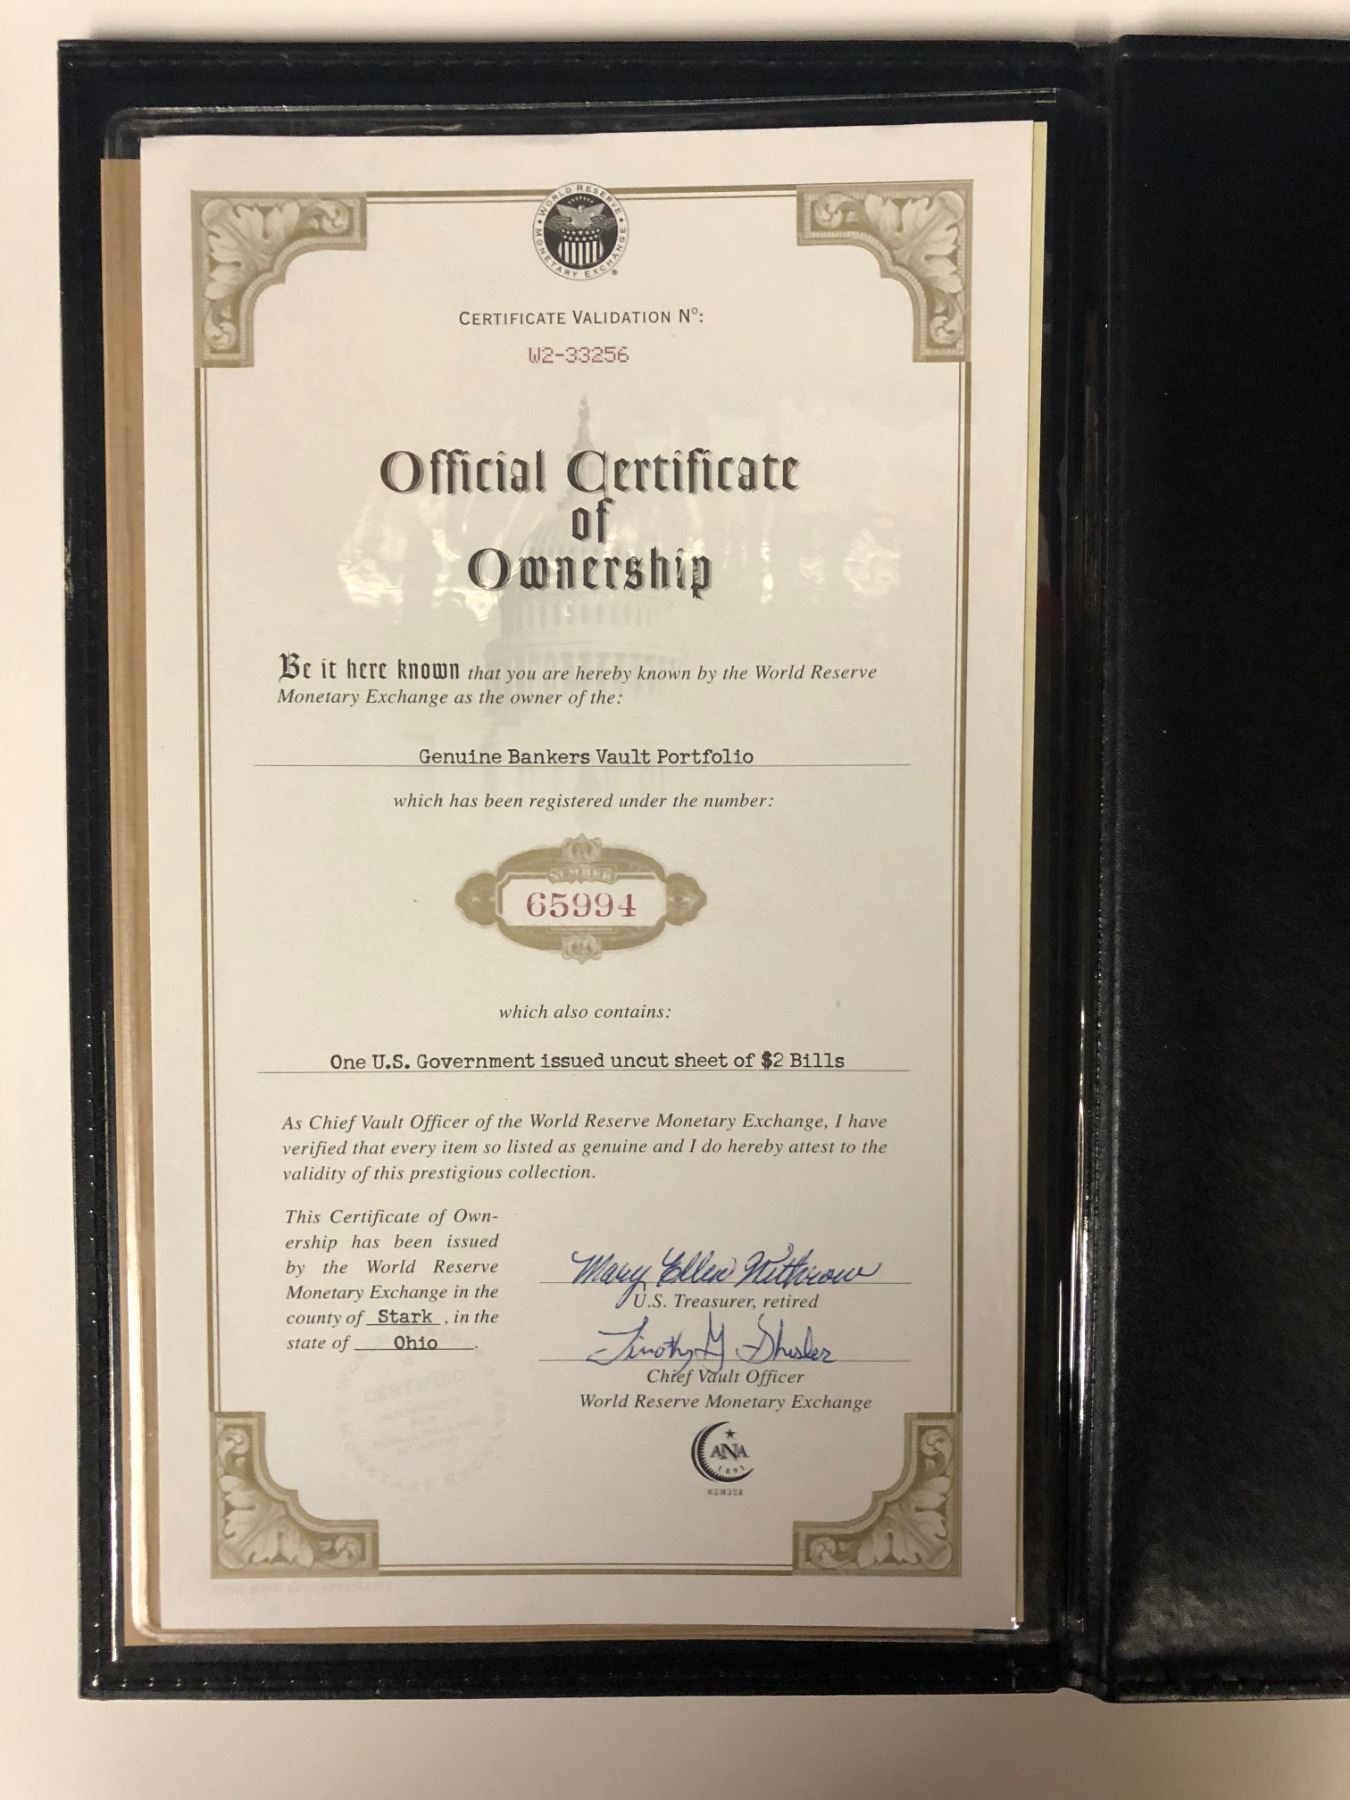 WORLD RESERVE MONETARY EXCHANGE
CERTIFICATE VALIDATION Nº:
W2-33256
Official Certificate
of
Ownership
Be it here known that you are hereby known by the World Reserve
Monetary Exchange as the owner of the:
Genuine Bankers Vault Portfolio
which has been registered under the number:
NUMBER
65994
which also contains:
One U.S. Government issued uncut sheet of $2 Bills
As Chief Vault Officer of the World Reserve Monetary Exchange, I have
verified that every item so listed as genuine and I do hereby attest to the
validity of this prestigious collection.
This Certificate of Own-
ership has been issued
by the World Reserve
Monetary Exchange in the
county of Stark, in the
state of Ohio.
Mary Ellen Withrow
U.S. Treasurer, retired
Timothy J Shisler
Chief Vault Officer
World Reserve Monetary Exchange
ANA
1891
MEMBER
CERTIFIED